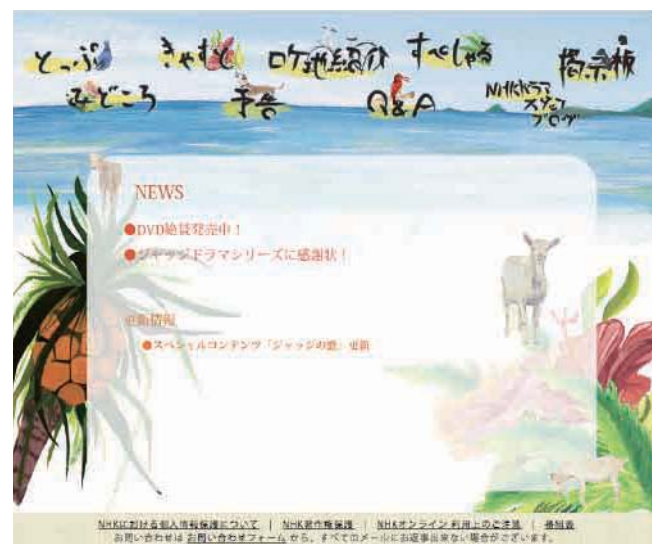 とっぷ きゃすと ロケ地紹介 すぺしゃる 掲示板
みどころ 予告 Q&A NHKドラマ
スタッフ
ブログ
NEWS
●DVD絶賛発売中！
●ジャッジドラマシリーズに感謝状！
更新情報
●スペシャルコンテンツ「ジャッジの 」更新
NHKにおける個人情報保護について | NHK著作権保護 | NHKオンライン利用上のご注意 | 番組表
お問い合わせは お問い合わせフォーム から。すべてのメールにお返事出来ない場合がございます。